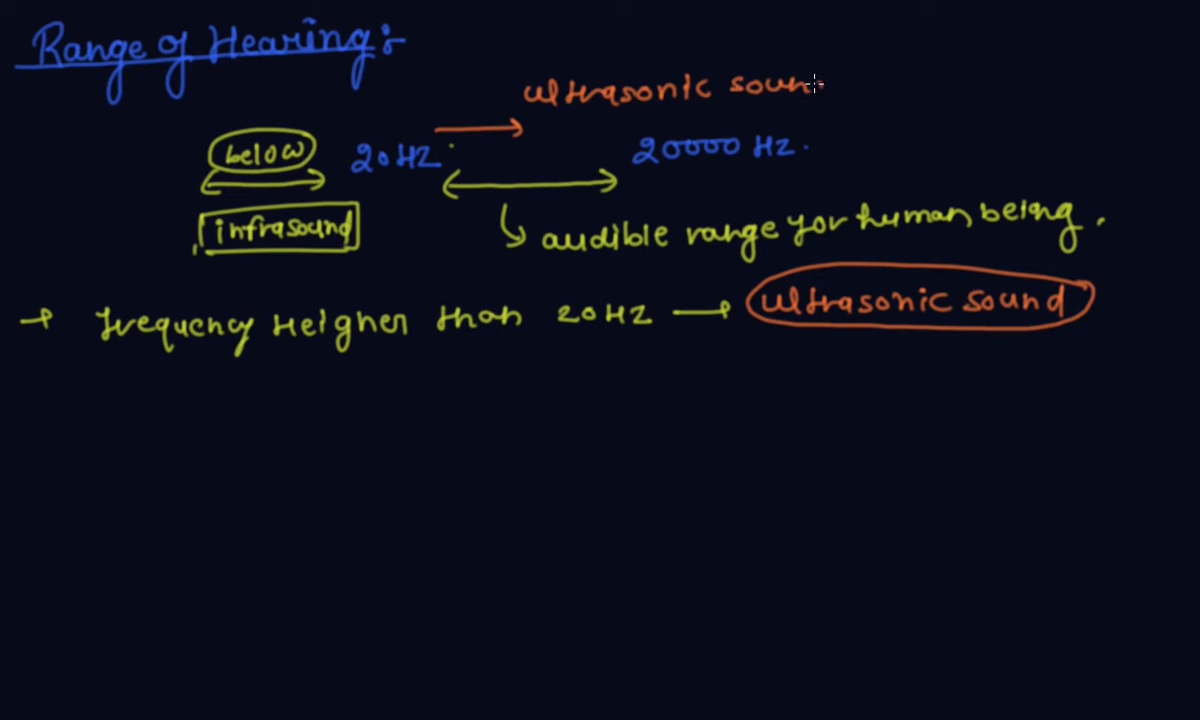 Range of Hearing:
ultrasonic soun
below 20Hz 20000 Hz.
infrasound
audible range for human being.
→ frequency Heigher than 20Hz → ultrasonic sound